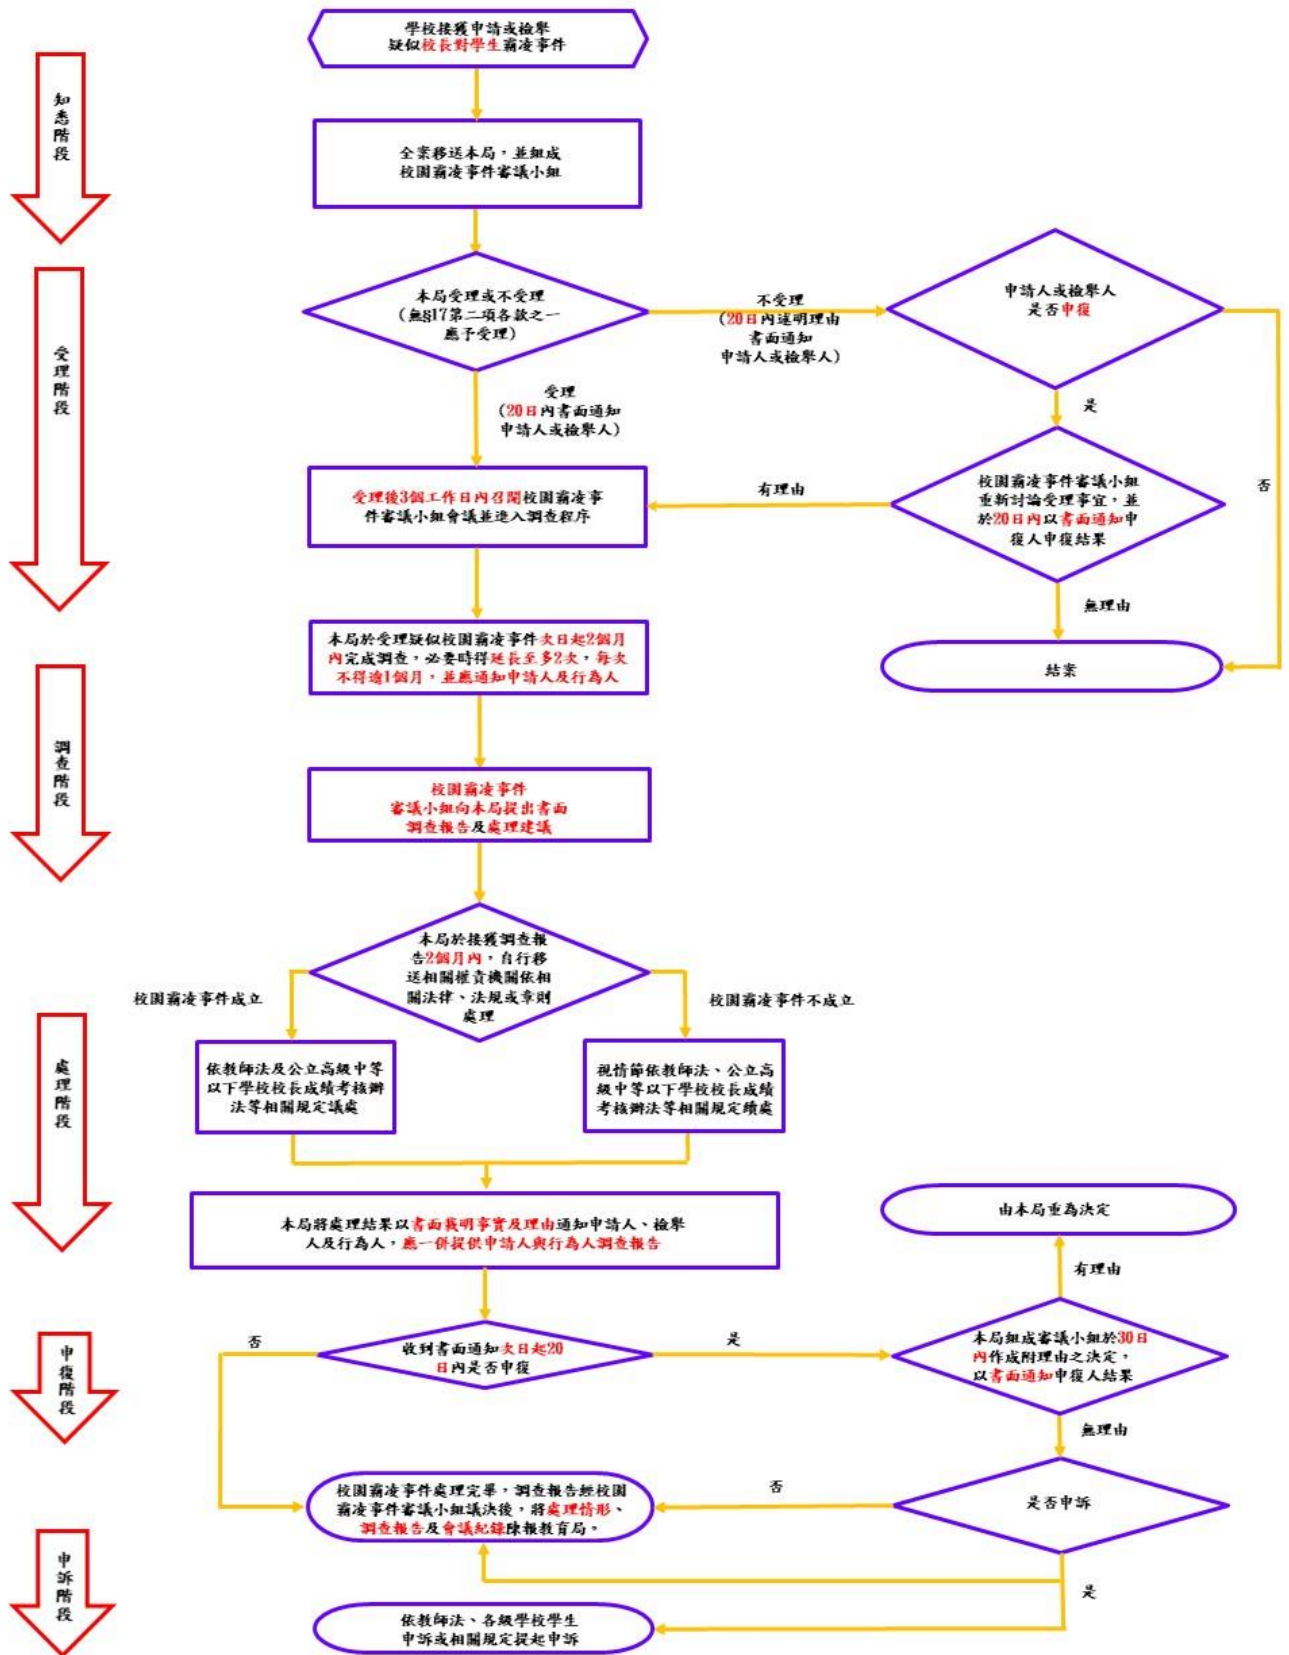 學校接獲申請或檢舉
疑似校長對學生霸凌事件
知悉階段
全案移送本局，並組成
校園霸凌事件審議小組
受理階段
本局受理或不受理
(無§17第二項各款之一
應予受理)
不受理
(20日內述明理由
書面通知
申請人或檢舉人)
申請人或檢舉人
是否申復
受理
(20日內書面通知
申請人或檢舉人)
是
否
受理後3個工作日內召開校園霸凌事
件審議小組會議並進入調查程序
有理由
校園霸凌事件審議小組
重新討論受理事宜，並
於20日內以書面通知申
復人申復結果
無理由
結案
本局於受理疑似校園霸凌事件次日起2個月
內完成調查，必要時得延長至多2次，每次
不得逾1個月，並應通知申請人及行為人
調查階段
校園霸凌事件
審議小組向本局提出書面
調查報告及處理建議
本局於接獲調查報
告2個月內，自行移
送相關權責機關依相
關法律、法規或章則
處理
校園霸凌事件成立
校園霸凌事件不成立
處理階段
依教師法及公立高級中等
以下學校校長成績考核辦
法等相關規定議處
視情節依教師法、公立高
級中等以下學校校長成績
考核辦法等相關規定續處
本局將處理結果以書面載明事實及理由通知申請人、檢舉
人及行為人，應一併提供申請人與行為人調查報告
由本局重為決定
有理由
申復階段
收到書面通知次日起20
日內是否申復
否
是
本局組成審議小組於30日
內作成附理由之決定，
以書面通知申復人結果
無理由
校園霸凌事件處理完畢，調查報告經校園
霸凌事件審議小組議決後，將處理情形、
調查報告及會議紀錄陳報教育局。
否
是否申訴
是
申訴階段
依教師法、各級學校學生
申訴或相關規定提起申訴